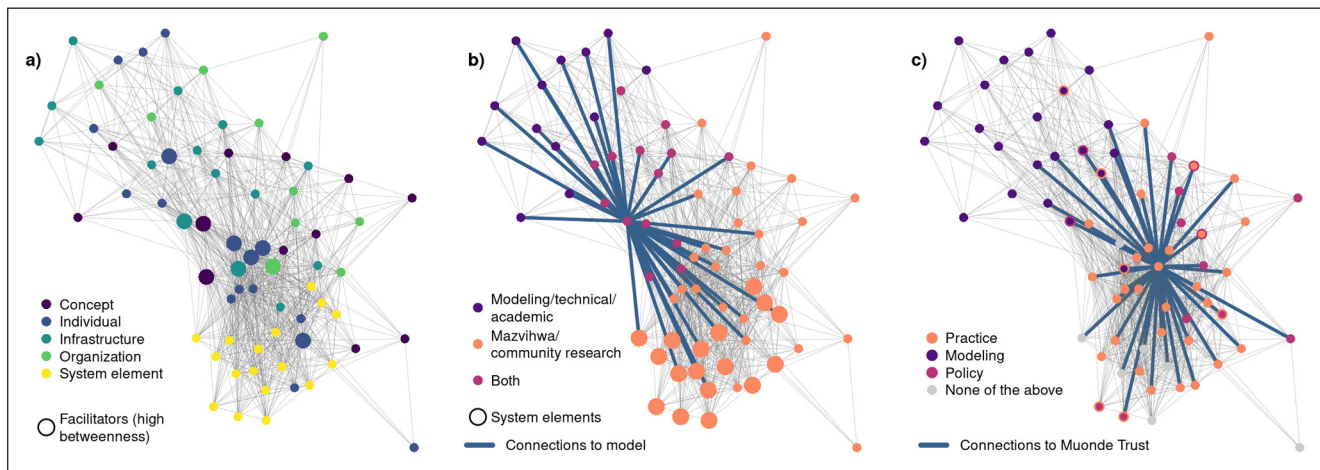 a)
Concept
Individual
Infrastructure
Organization
System element
Facilitators (high
betweenness)
b)
Modeling/technical/
academic
Mazvihwa/
community research
Both
System elements
Connections to model
c)
Practice
Modeling
Policy
None of the above
Connections to Muonde Trust